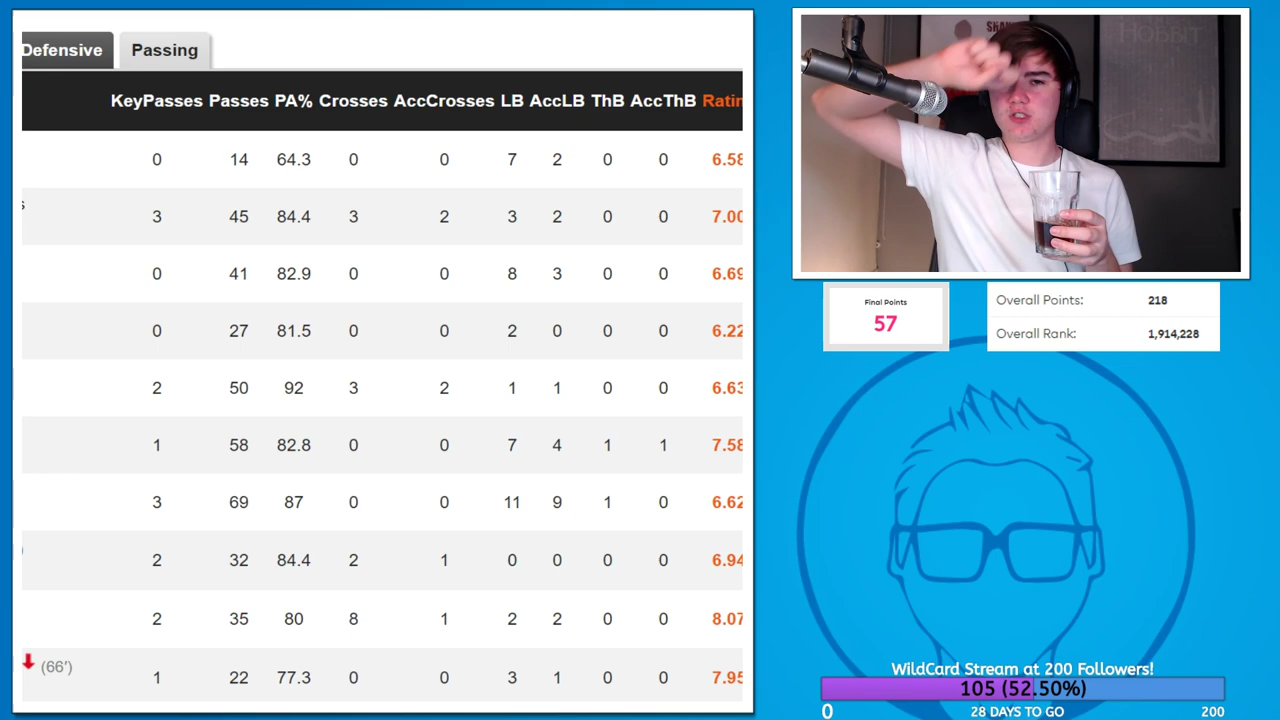 Defensive Passing
KeyPasses Passes PA% Crosses AccCrosses LB AccLB ThB AccThB
0 14 64.3 0 0 7 2 0 0 6.58
3 45 84.4 3 2 3 2 0 0 7.00
0 41 82.9 0 0 8 3 0 0 6.69
0 27 81.5 0 0 2 0 0 0 6.22
2 50 92 3 2 1 1 0 0 6.63
1 58 82.8 0 0 7 4 1 1 7.58
3 69 87 0 0 11 9 1 0 6.62
2 32 84.4 2 1 0 0 0 0 6.94
2 35 80 8 1 2 2 0 0 8.07
(66′)
1 22 77.3 0 0 3 1 0 0 7.95
HOBBIT
Final Points
57
Overall Points: 218
Overall Rank: 1,914,228
WildCard Stream at 200 Followers!
105 (52.50%)
0 28 DAYS TO GO 200